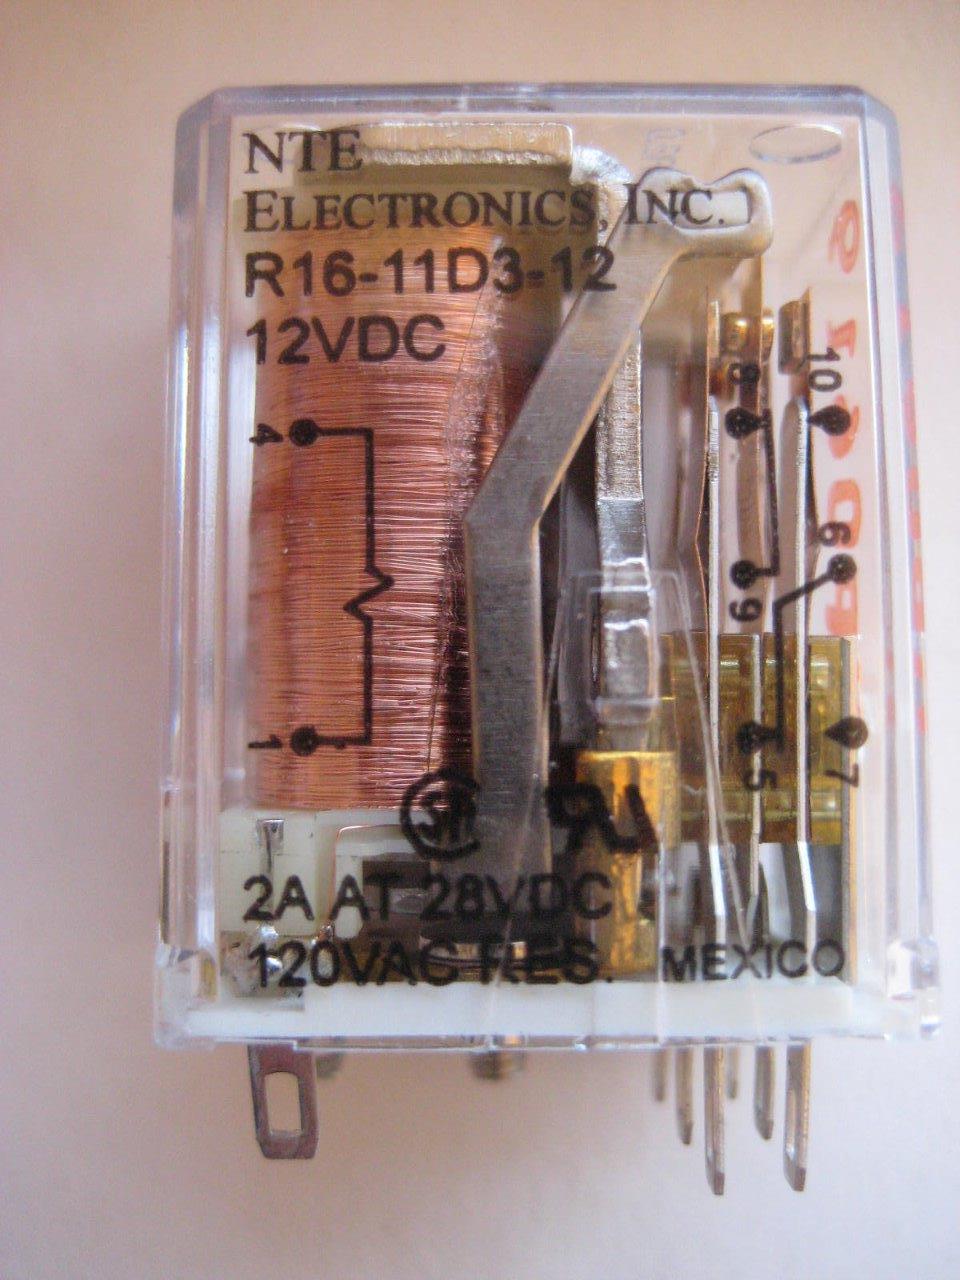 NTE
ELECTRONICS, INC.
R16-11D3-12
12VDC
4
8
10
6
9
1
5
7
2A AT 28VDC
120VAC RES. MEXICO